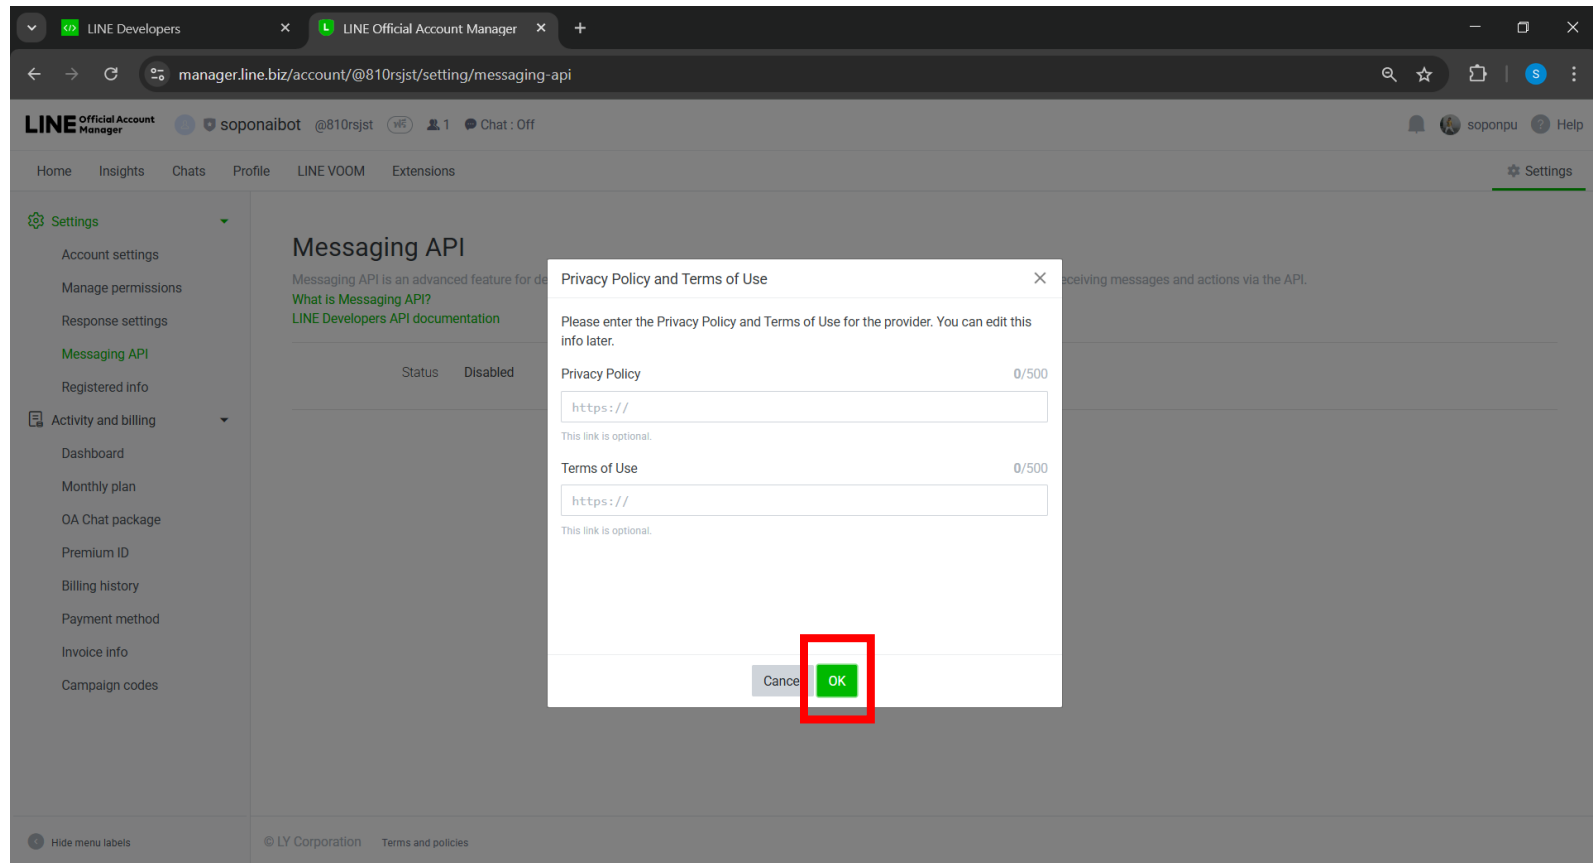 LINE Developers
LINE Official Account Manager
manager.line.biz/account/@810rsjst/setting/messaging-api
S
LINE Official Account Manager
soponaibot @810rsjst ฟรี 1 Chat : Off
soponpu ? Help
Home Insights Chats Profile LINE VOOM Extensions
Settings
Settings
Account settings
Manage permissions
Response settings
Messaging API
Registered info
Activity and billing
Dashboard
Monthly plan
OA Chat package
Premium ID
Billing history
Payment method
Invoice info
Campaign codes
Hide menu labels
Messaging API
Messaging API is an advanced feature for de
eceiving messages and actions via the API.
What is Messaging API?
LINE Developers API documentation
Status Disabled
Privacy Policy and Terms of Use
Please enter the Privacy Policy and Terms of Use for the provider. You can edit this
info later.
Privacy Policy 0/500
https://
This link is optional.
Terms of Use 0/500
https://
This link is optional.
Cance OK
© LY Corporation Terms and policies